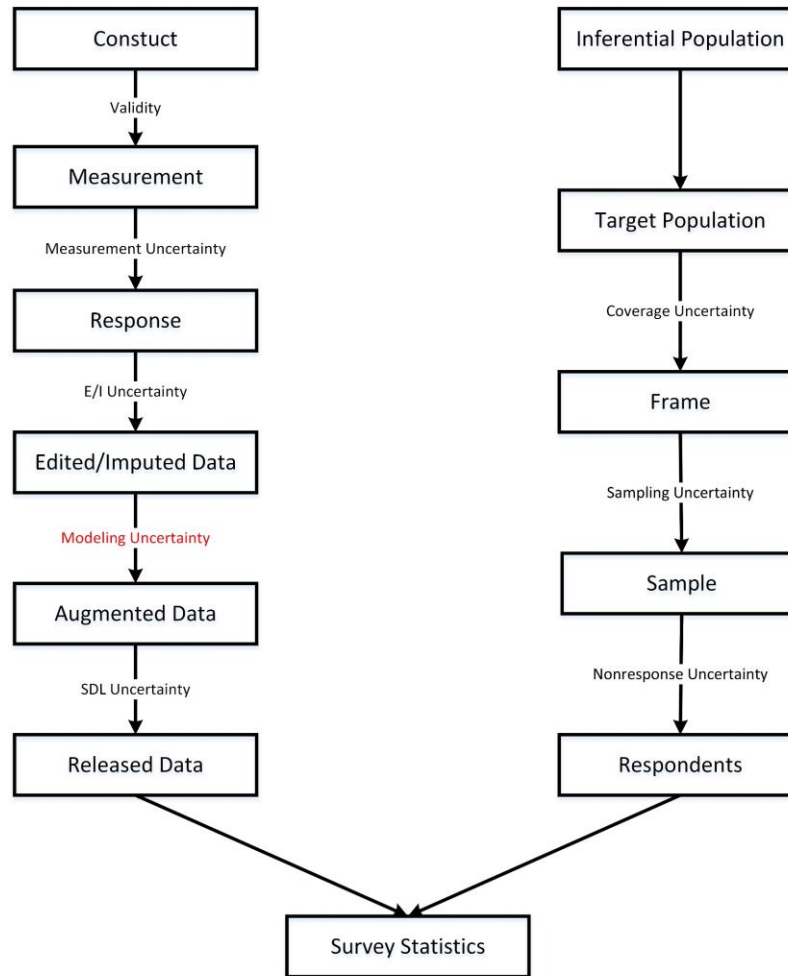 Constuct
Validity
Measurement
Measurement Uncertainty
Response
E/I Uncertainty
Edited/Imputed Data
Modeling Uncertainty
Augmented Data
SDL Uncertainty
Released Data
Inferential Population
Target Population
Coverage Uncertainty
Frame
Sampling Uncertainty
Sample
Nonresponse Uncertainty
Respondents
Survey Statistics